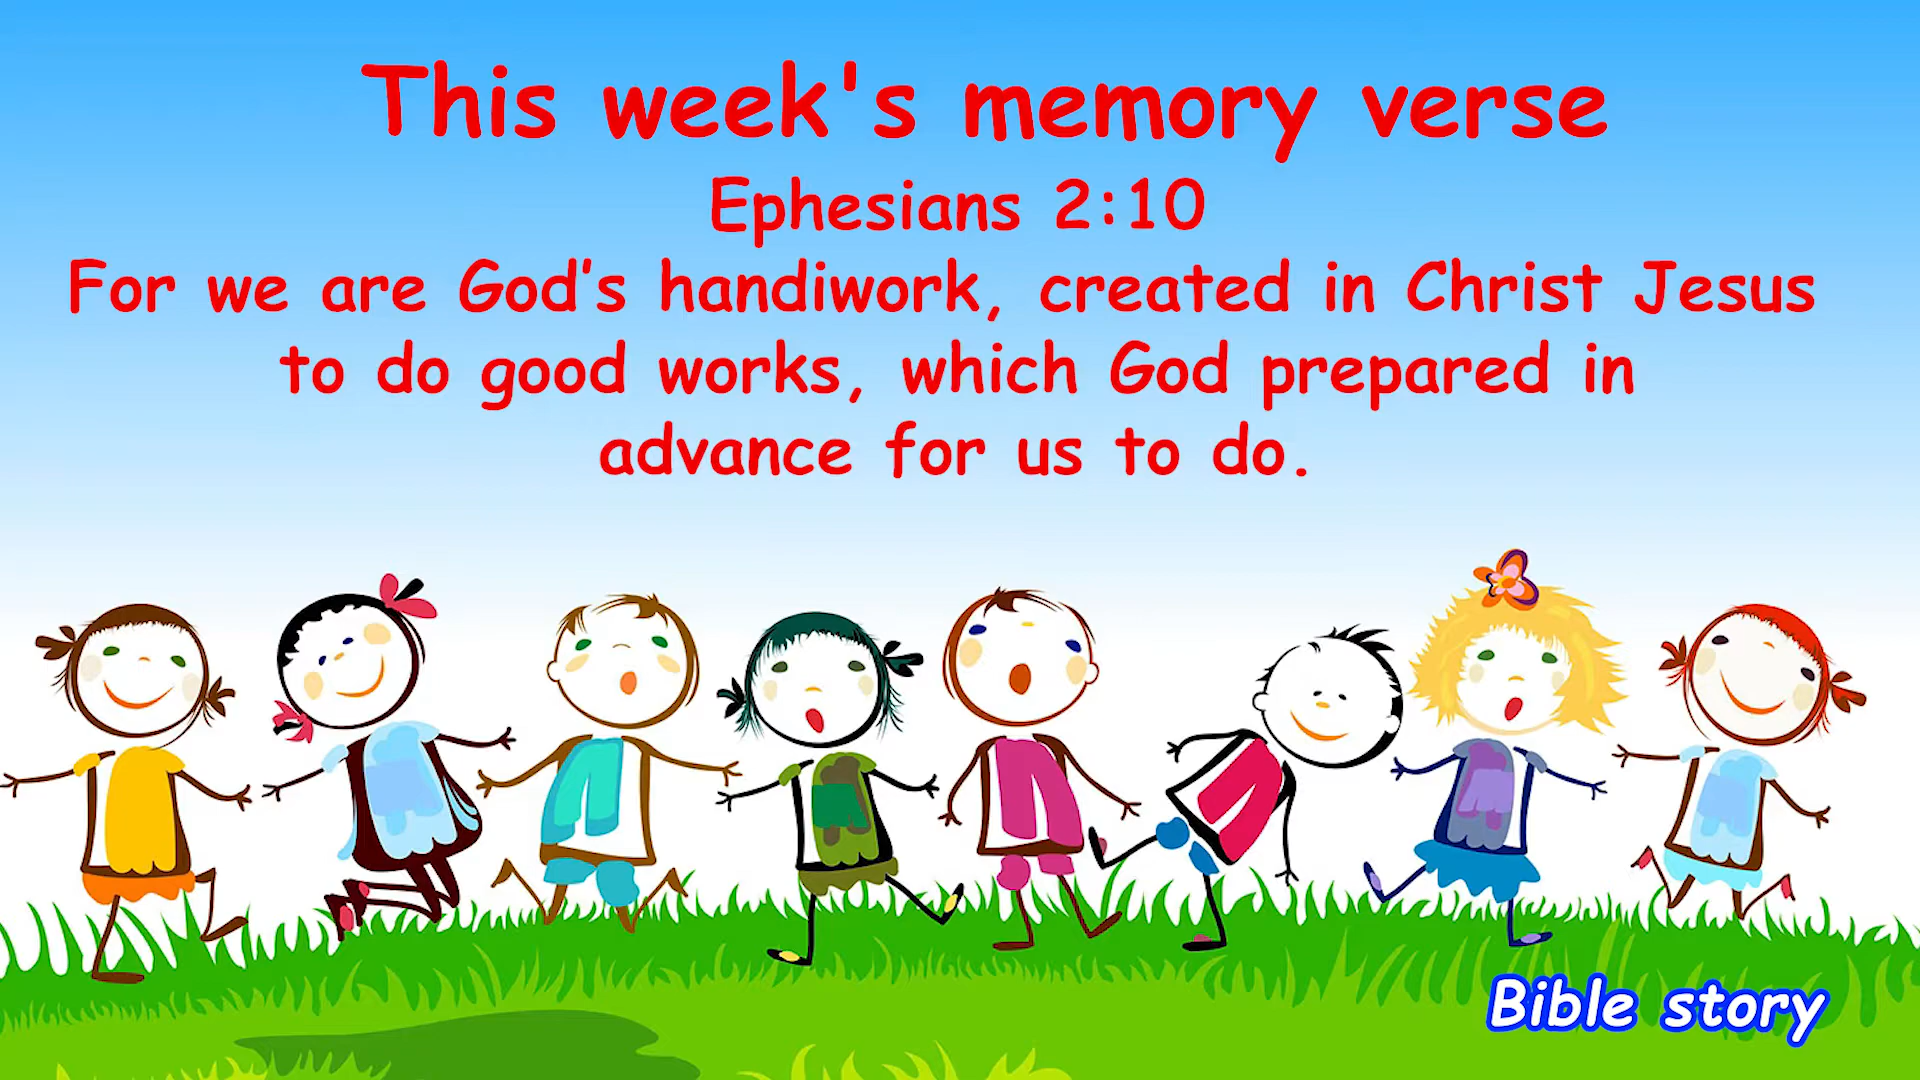 This week's memory verse
Ephesians 2:10
For we are God’s handiwork, created in Christ Jesus
to do good works, which God prepared in
advance for us to do.
Bible story